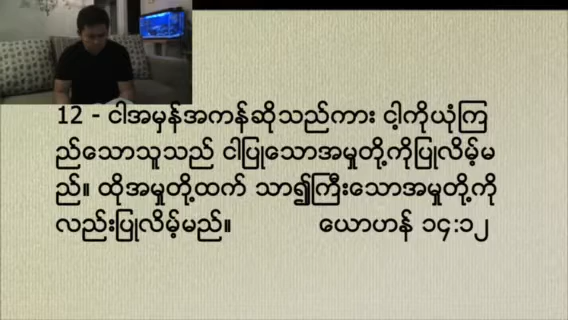 12 - ငါအမှန်အကန်ဆိုသည်ကား ငါ့ကိုယုံကြ
ည်သောသူသည် ငါပြုသောအမှုတို့ကိုပြုလိမ့်မ
ည်။ ထိုအမှုတို့ထက် သာ၍ကြီးသောအမှုတို့ကို
လည်းပြုလိမ့်မည်။ ယောဟန် ၁၄:၁၂